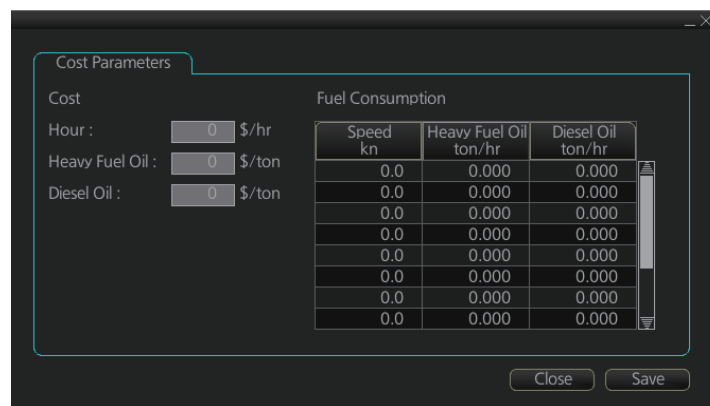 Cost Parameters
Cost
Fuel Consumption
Hour : 0 $/hr
Heavy Fuel Oil : 0 $/ton
Diesel Oil : 0 $/ton
Speed kn Heavy Fuel Oil ton/hr Diesel Oil ton/hr
0.0 0.000 0.000
0.0 0.000 0.000
0.0 0.000 0.000
0.0 0.000 0.000
0.0 0.000 0.000
0.0 0.000 0.000
0.0 0.000 0.000
0.0 0.000 0.000
Close Save